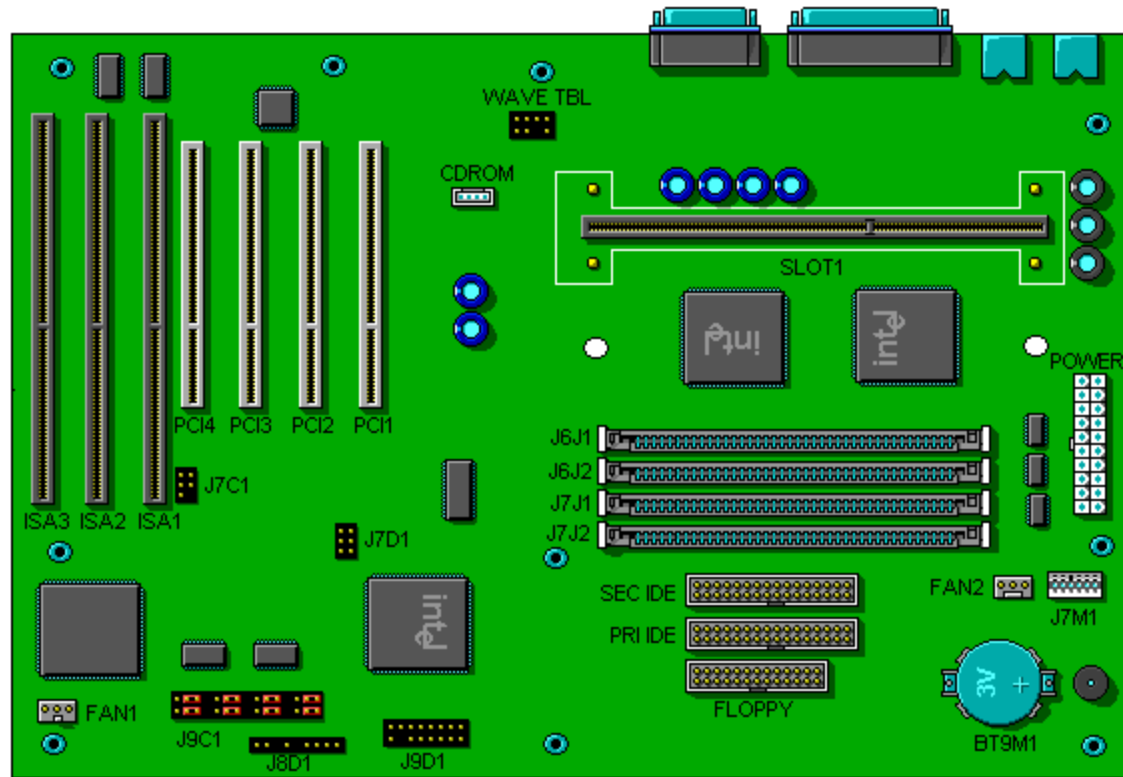 WAVE TBL
CDROM
SLOT1
intel
intel
POWER
PCI4 PCI3 PCI2 PCI1
J6J1
J6J2
J7C1
J7J1
ISA3 ISA2 ISA1
J7J2
J7D1
SEC IDE
FAN2
J7M1
intel
PRI IDE
3V +
FLOPPY
FAN1
J9C1
J8D1
J9D1
BT9M1